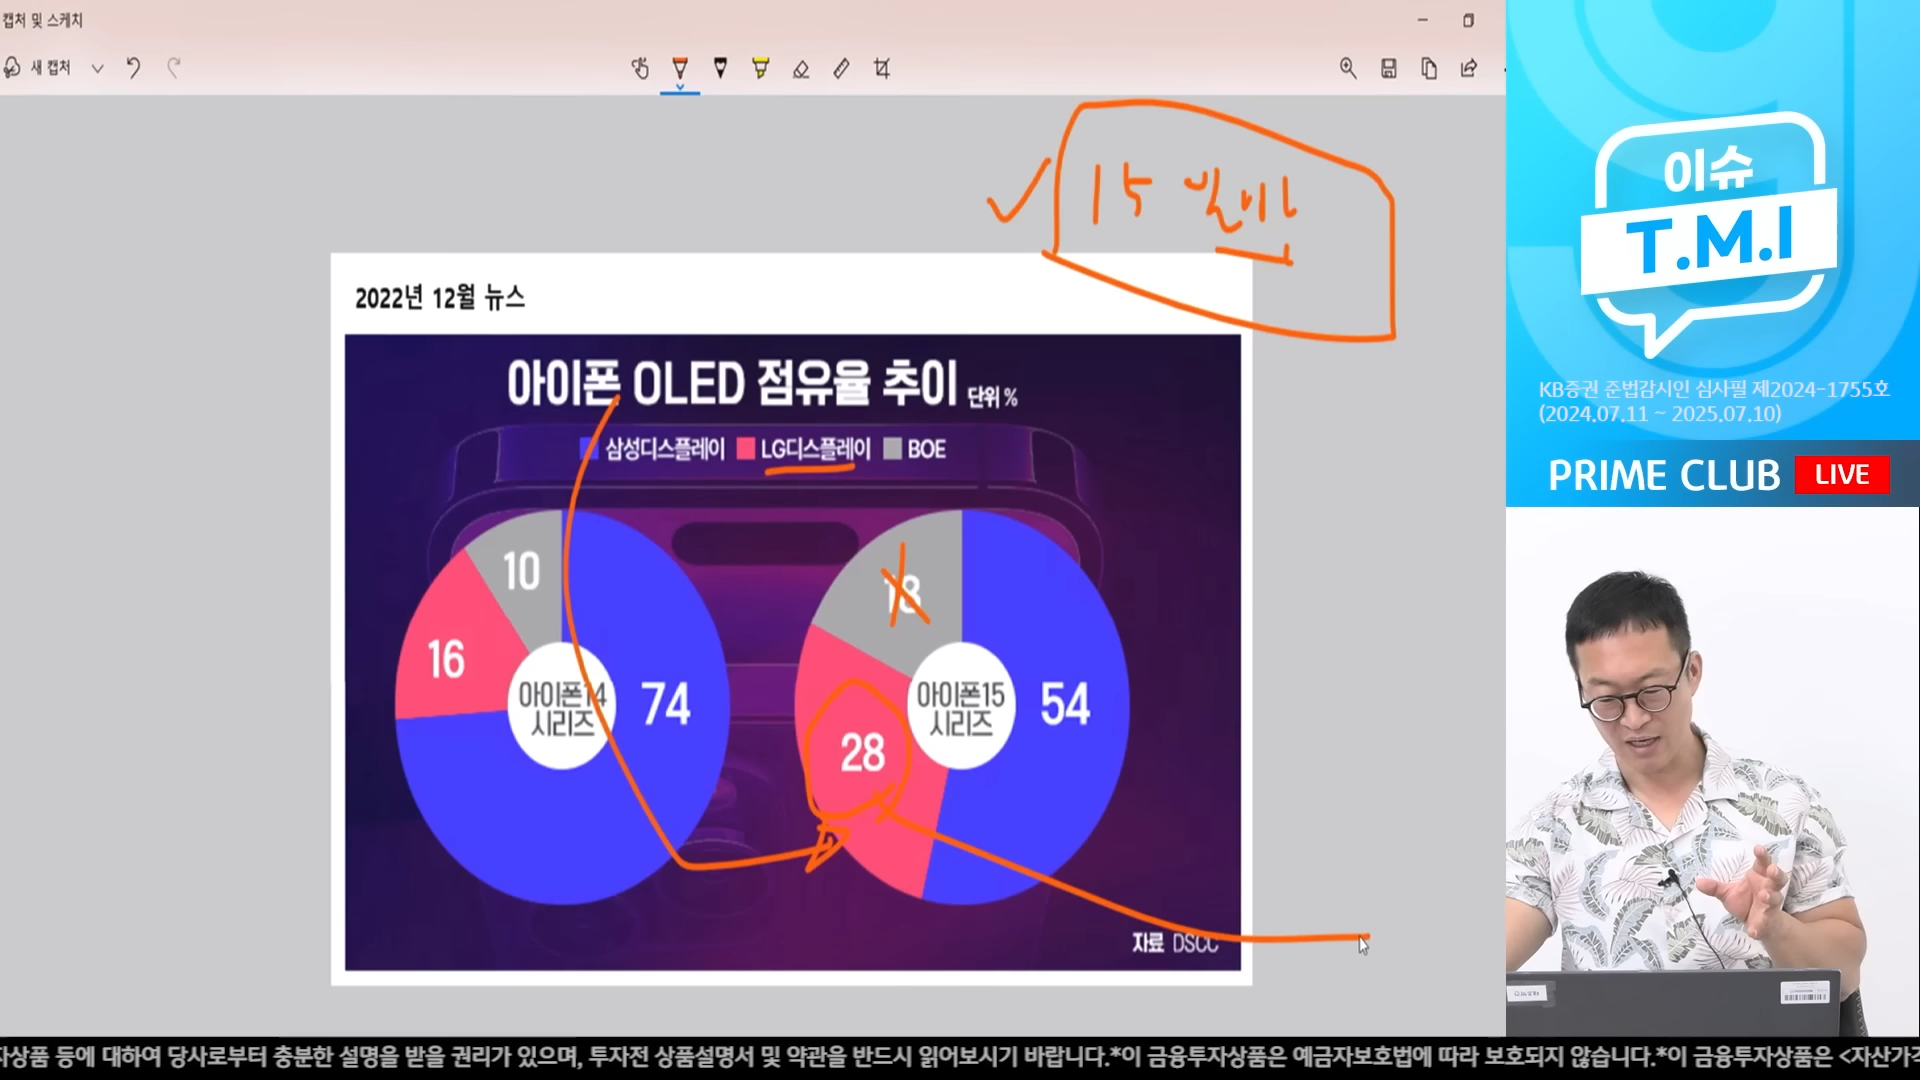 캡처 및 스케치
새 캡처
15
2022년 12월 뉴스
아이폰 OLED 점유율 추이 단위 %
삼성디스플레이 LG디스플레이 BOE
10
16
74
아이폰14
시리즈
18
28
54
아이폰15
시리즈
자료 DSCC
이슈
T.M.I
KB증권 준법감시인 심사필 제2024-1755호
(2024.07.11 ~ 2025.07.10)
PRIME CLUB LIVE
자상품 등에 대하여 당사로부터 충분한 설명을 받을 권리가 있으며, 투자전 상품설명서 및 약관을 반드시 읽어보시기 바랍니다.*이 금융투자상품은 예금자보호법에 따라 보호되지 않습니다.*이 금융투자상품은 <자산가격